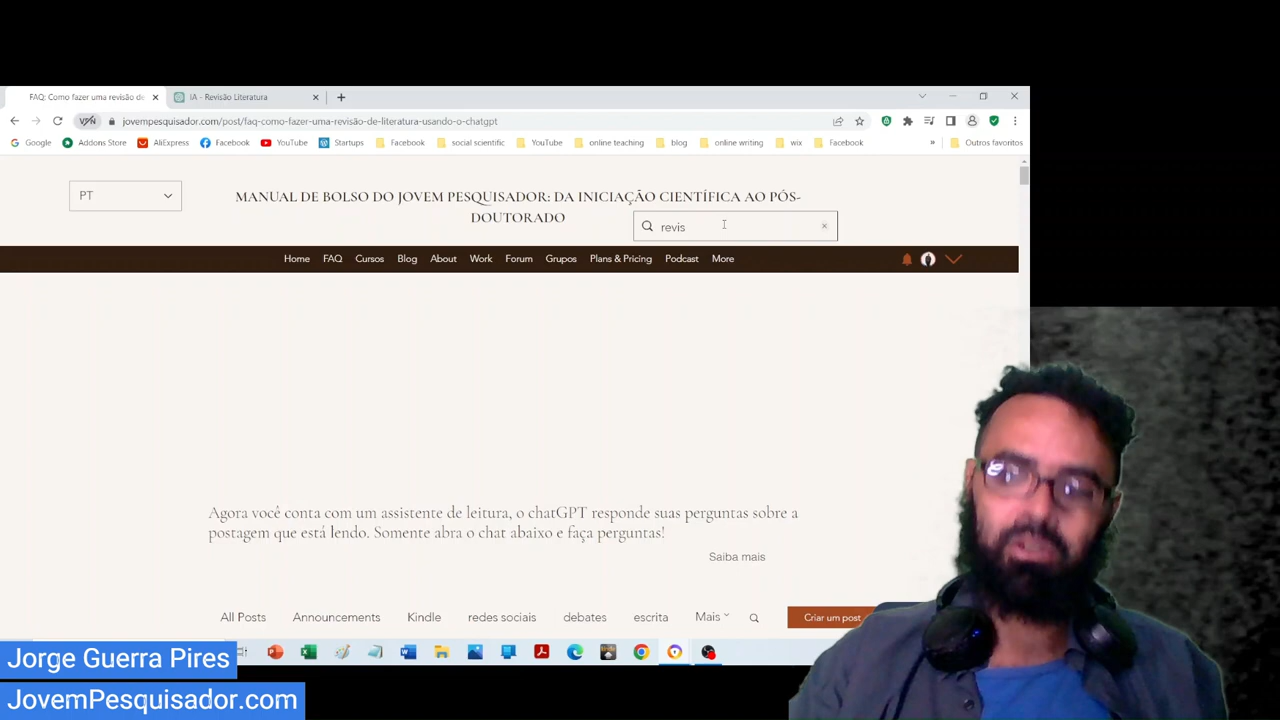 FAQ: Como fazer uma revisão de
IA - Revisão Literatura
VPN
jovempesquisador.com/post/faq-como-fazer-uma-revisão-de-literatura-usando-o-chatgpt
Google
Addons Store
AliExpress
Facebook
YouTube
Startups
Facebook
social scientific
YouTube
online teaching
blog
online writing
wix
Facebook
»
Outros favoritos
PT
MANUAL DE BOLSO DO JOVEM PESQUISADOR: DA INICIAÇÃO CIENTÍFICA AO PÓS-
DOUTORADO
revis
Home FAQ Cursos Blog About Work Forum Grupos Plans & Pricing Podcast More
Agora você conta com um assistente de leitura, o chatGPT responde suas perguntas sobre a
postagem que está lendo. Somente abra o chat abaixo e faça perguntas!
Saiba mais
All Posts Announcements Kindle redes sociais debates escrita Mais
Criar um post
Jorge Guerra Pires
JovemPesquisador.com